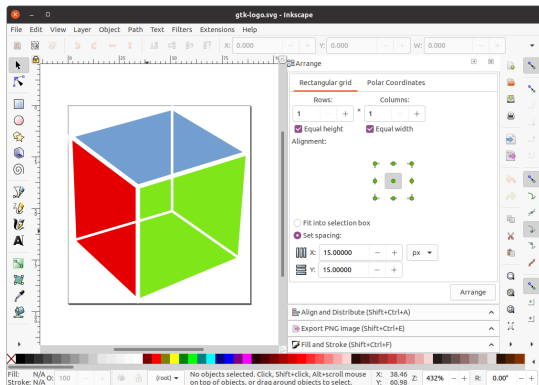 gtk-logo.svg - Inkscape
File Edit View Layer Object Path Text Filters Extensions Help
X: 0.000 - + Y: 0.000 - + W: 0.000 - +
Arrange
Rectangular grid Polar Coordinates
Rows: Columns:
1 - + × 1 - +
Equal height Equal width
Alignment:
Fit into selection box
Set spacing:
X: 15.00000 - + px
Y: 15.00000 - +
Arrange
Align and Distribute (Shift+Ctrl+A)
Export PNG Image (Shift+Ctrl+E)
Fill and Stroke (Shift+Ctrl+F)
Fill: N/A O: 100 - + (root) No objects selected. Click, Shift+click, Alt+scroll mouse X: 38.46 Z: 432% - + R: 0.00° - +
Stroke: N/A on top of objects, or drag around objects to select. Y: 60.98